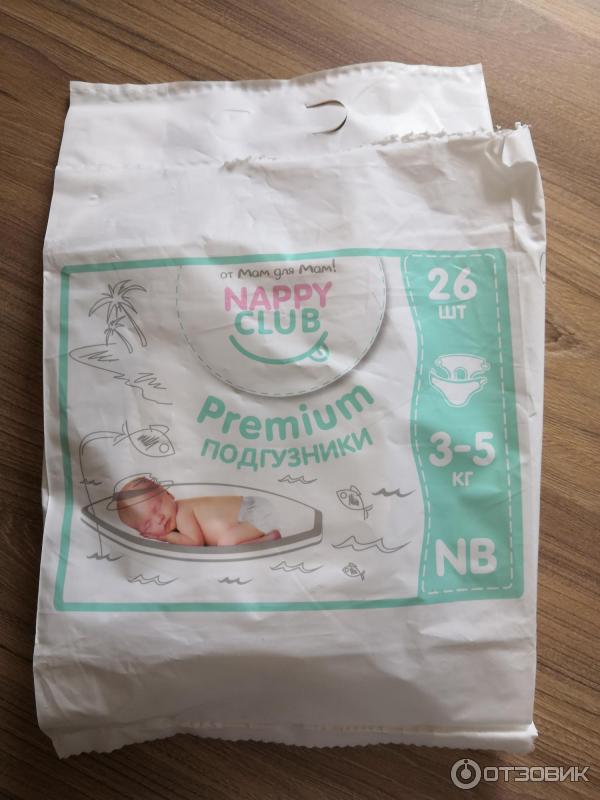 от Мам для Мам!
NAPPY
CLUB
Premium
ПОДГУЗНИКИ
26
ШТ
3-5
КГ
NB
ОТЗОВИК